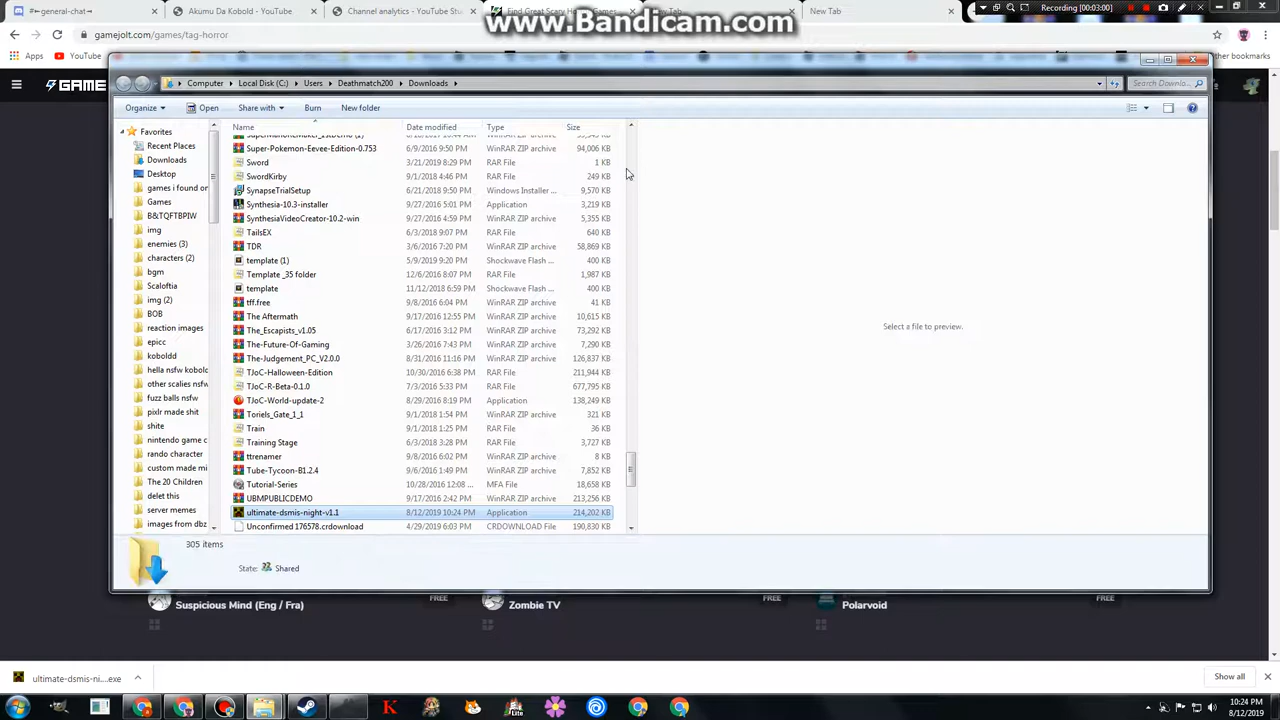 #general-chat
Akumu Da Kobold - YouTube
Channel analytics - YouTube Stu
Find Great Scary Horror Games
New Tab
New Tab
Recording [00:03:00]
www.Bandicam.com
gamejolt.com/games/tag-horror
Apps
YouTube
Other bookmarks
GAME
Computer
Local Disk (C:)
Users
Deathmatch200
Downloads
Search Downlo...
Organize
Open
Share with
Burn
New folder
Name
Date modified
Type
Size
Favorites
Super-Pokemon-Eevee-Edition-0.753 6/9/2016 9:50 PM WinRAR ZIP archive 94,006 KB
Recent Places
Sword 3/21/2019 8:29 PM RAR File 1 KB
Downloads
SwordKirby 9/1/2018 4:46 PM RAR File 249 KB
Desktop
SynapseTrialSetup 6/21/2018 9:50 PM Windows Installer ... 9,570 KB
games i found on
Synthesia-10.3-installer 9/27/2016 5:01 PM Application 3,219 KB
Games
SynthesiaVideoCreator-10.2-win 9/27/2016 4:59 PM WinRAR ZIP archive 5,355 KB
B&TQFTBPIW
TailsEX 6/3/2018 9:07 PM RAR File 640 KB
img
TDR 3/6/2016 7:20 PM WinRAR ZIP archive 58,869 KB
enemies (3)
template (1) 5/9/2019 9:20 PM Shockwave Flash ... 400 KB
characters (2)
Template _35 folder 12/6/2016 8:07 PM RAR File 1,987 KB
bgm
template 11/12/2018 6:59 PM Shockwave Flash ... 400 KB
Scaloftia
tff.free 9/8/2016 6:04 PM WinRAR ZIP archive 41 KB
img (2)
The Aftermath 9/17/2016 12:55 PM WinRAR ZIP archive 10,615 KB
BOB
The_Escapists_v1.05 6/17/2016 3:12 PM WinRAR ZIP archive 73,292 KB
reaction images
Select a file to preview.
The-Future-Of-Gaming 3/26/2016 7:43 PM WinRAR ZIP archive 7,290 KB
epicc
The-Judgement_PC_V2.0.0 8/31/2016 11:16 PM WinRAR ZIP archive 126,837 KB
koboldd
TJoC-Halloween-Edition 10/30/2016 6:38 PM RAR File 211,944 KB
hella nsfw kobolc
TJoC-R-Beta-0.1.0 7/3/2016 5:33 PM RAR File 677,795 KB
other scalies nsfw
TJoC-World-update-2 8/29/2016 8:19 PM Application 138,249 KB
fuzz balls nsfw
Toriels_Gate_1_1 9/1/2018 1:54 PM WinRAR ZIP archive 321 KB
pixlr made shit
Train 9/1/2018 1:25 PM RAR File 36 KB
shite
Training Stage 6/3/2018 3:28 PM RAR File 3,727 KB
nintendo game c
ttrenamer 9/8/2016 6:02 PM WinRAR ZIP archive 8 KB
rando character
Tube-Tycoon-B1.2.4 9/6/2016 1:49 PM WinRAR ZIP archive 7,852 KB
custom made mi
Tutorial-Series 10/28/2016 12:08 ... MFA File 18,658 KB
The 20 Children
UBMPUBLICDEMO 9/17/2016 2:42 PM WinRAR ZIP archive 213,256 KB
delet this
ultimate-dsmis-night-v1.1 8/12/2019 10:24 PM Application 214,202 KB
server memes
Unconfirmed 176578.crdownload 4/29/2019 6:03 PM CRDOWNLOAD File 190,830 KB
images from dbz
305 items
State: Shared
Suspicious Mind (Eng / Fra)
FREE
Zombie TV
FREE
Polarvoid
FREE
ultimate-dsmis-ni....exe
Show all
Lite
10:24 PM
8/12/2019